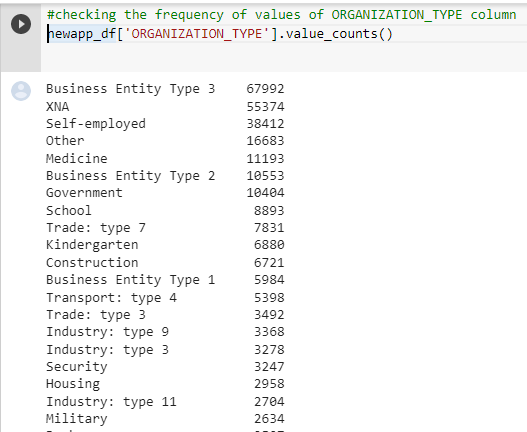 #checking the frequency of values of ORGANIZATION_TYPE column
newapp_df['ORGANIZATION_TYPE'].value_counts()
Business Entity Type 3 67992
XNA 55374
Self-employed 38412
Other 16683
Medicine 11193
Business Entity Type 2 10553
Government 10404
School 8893
Trade: type 7 7831
Kindergarten 6880
Construction 6721
Business Entity Type 1 5984
Transport: type 4 5398
Trade: type 3 3492
Industry: type 9 3368
Industry: type 3 3278
Security 3247
Housing 2958
Industry: type 11 2704
Military 2634